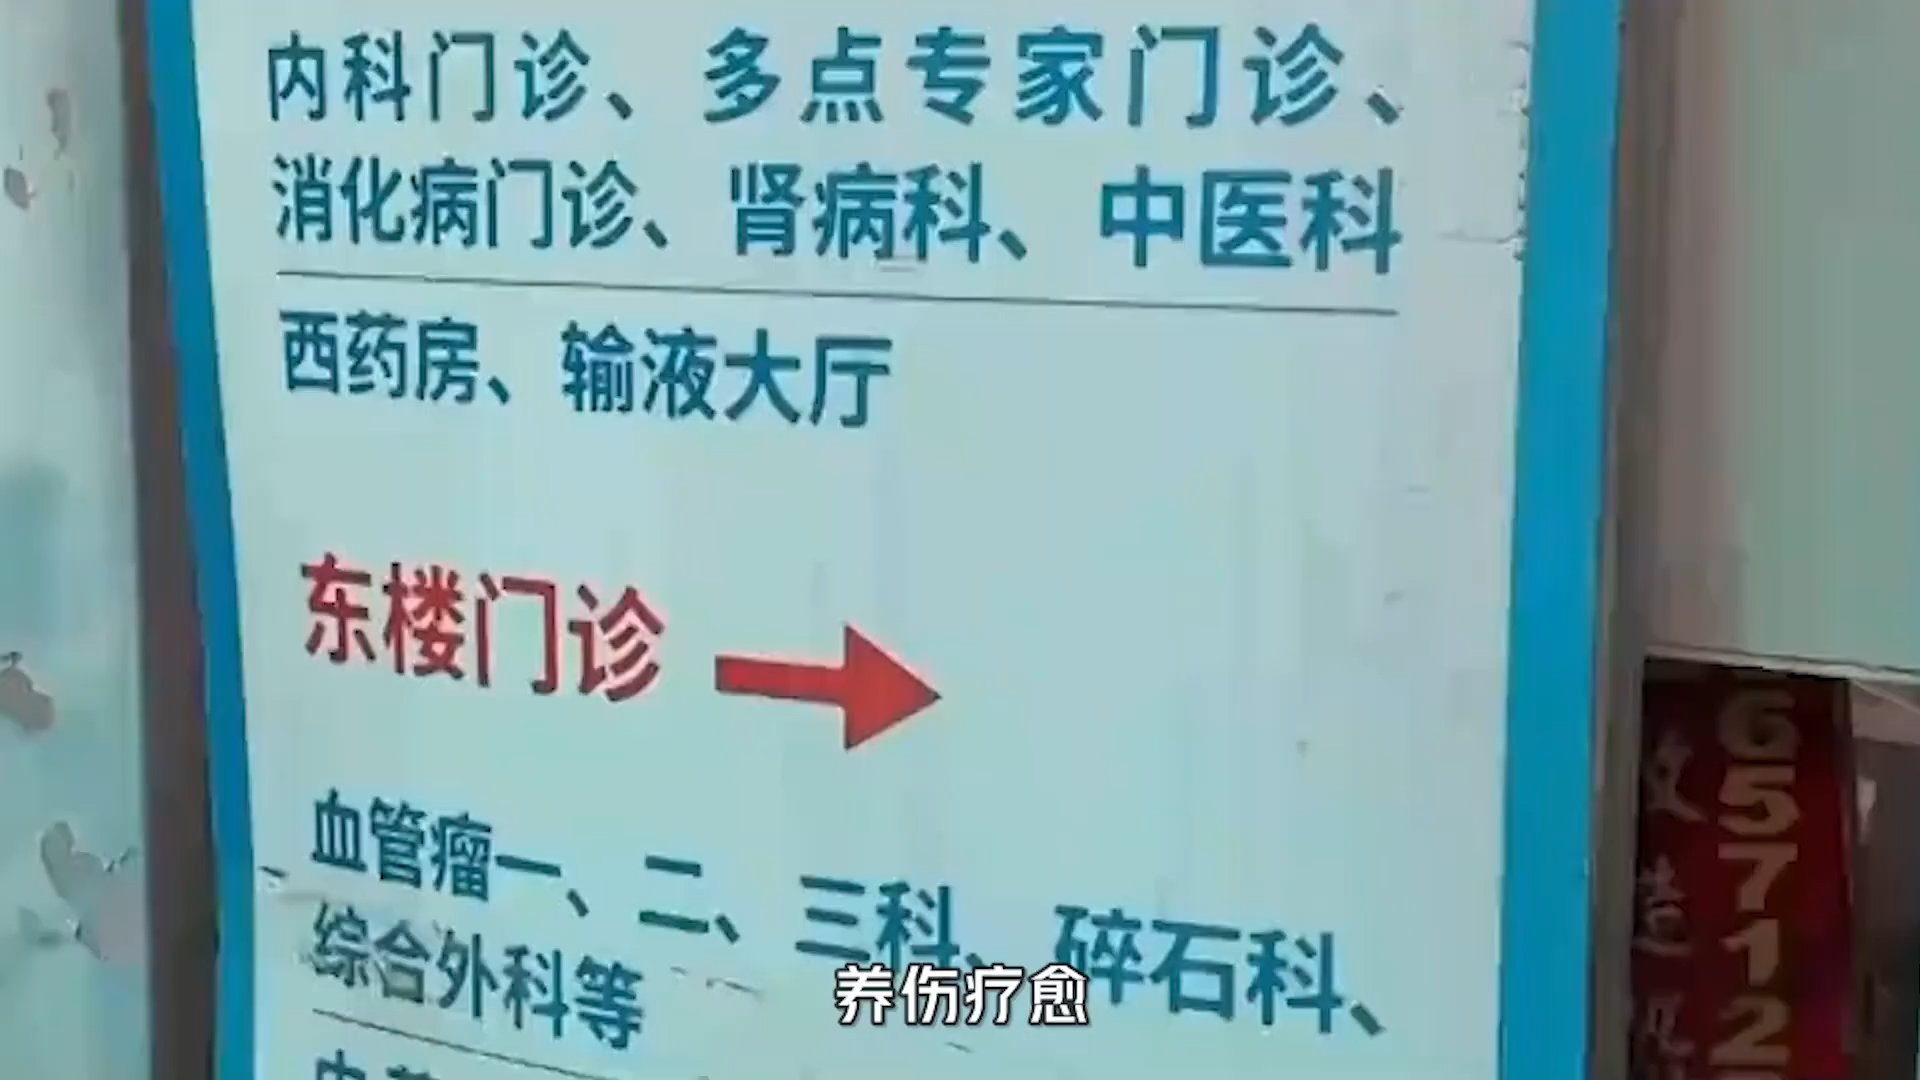 内科门诊、多点专家门诊、
消化病门诊、肾病科、中医科
西药房、输液大厅
东楼门诊
血管瘤一、二、三科、碎石科、
综合外科等
养伤疗愈
65712